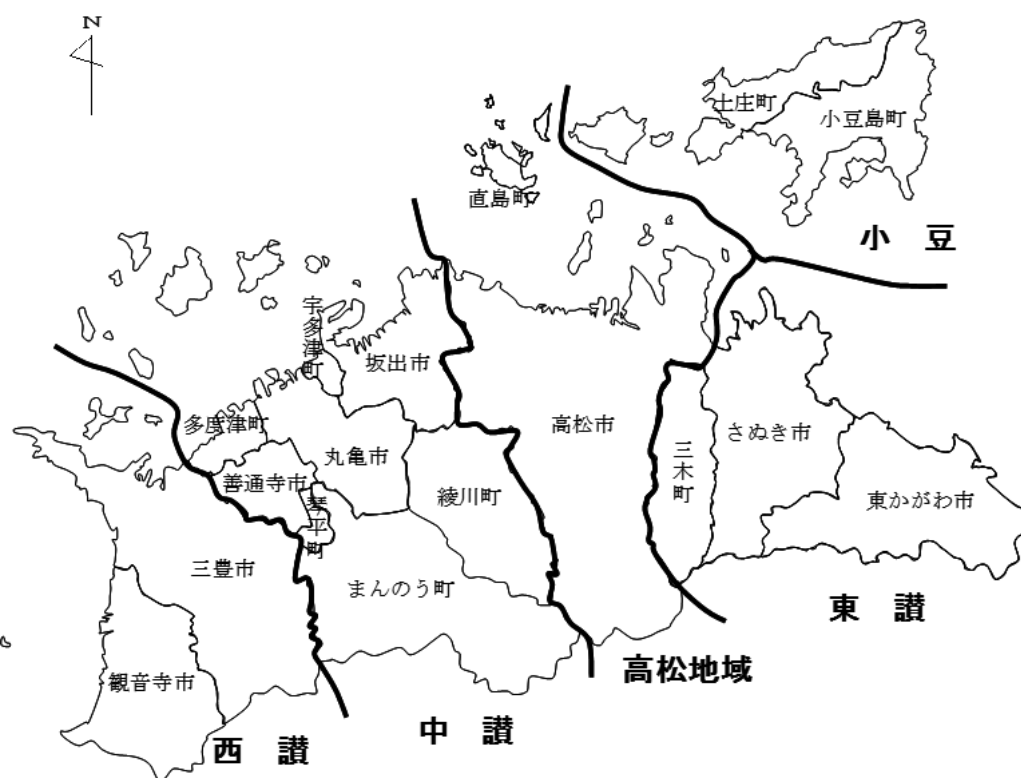 N
土庄町
小豆島町
直島町
小　豆
宇多津町
坂出市
多度津町
丸亀市
高松市
さぬき市
三木町
善通寺市
琴平町
綾川町
東かがわ市
三豊市
まんのう町
東　讃
高松地域
観音寺市
中　讃
西　讃